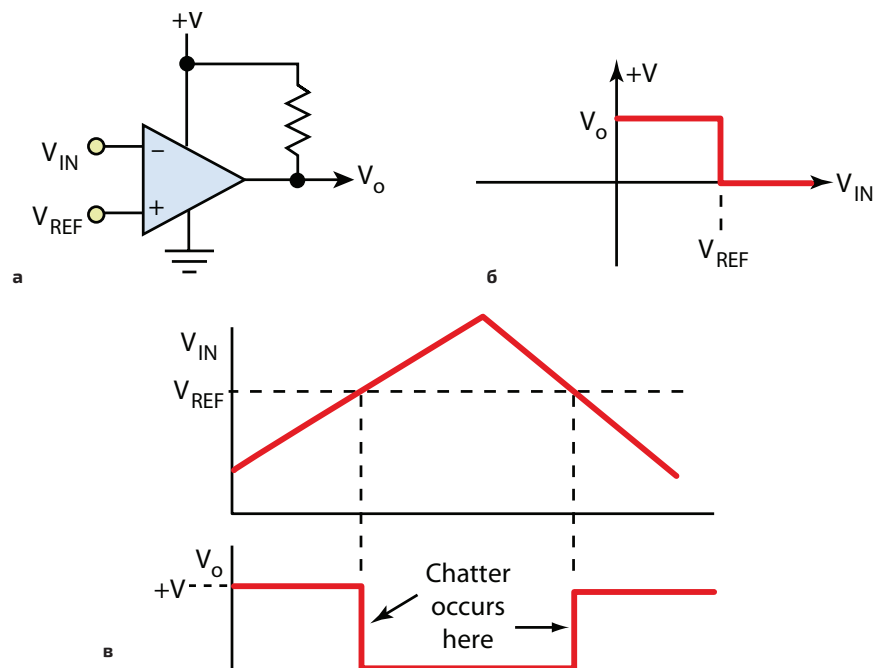 +V
V_IN
−
V_REF
+
V_o
а
+V
V_o
V_IN
V_REF
б
V_IN
V_REF
V_o
+V
Chatter
occurs
here
в